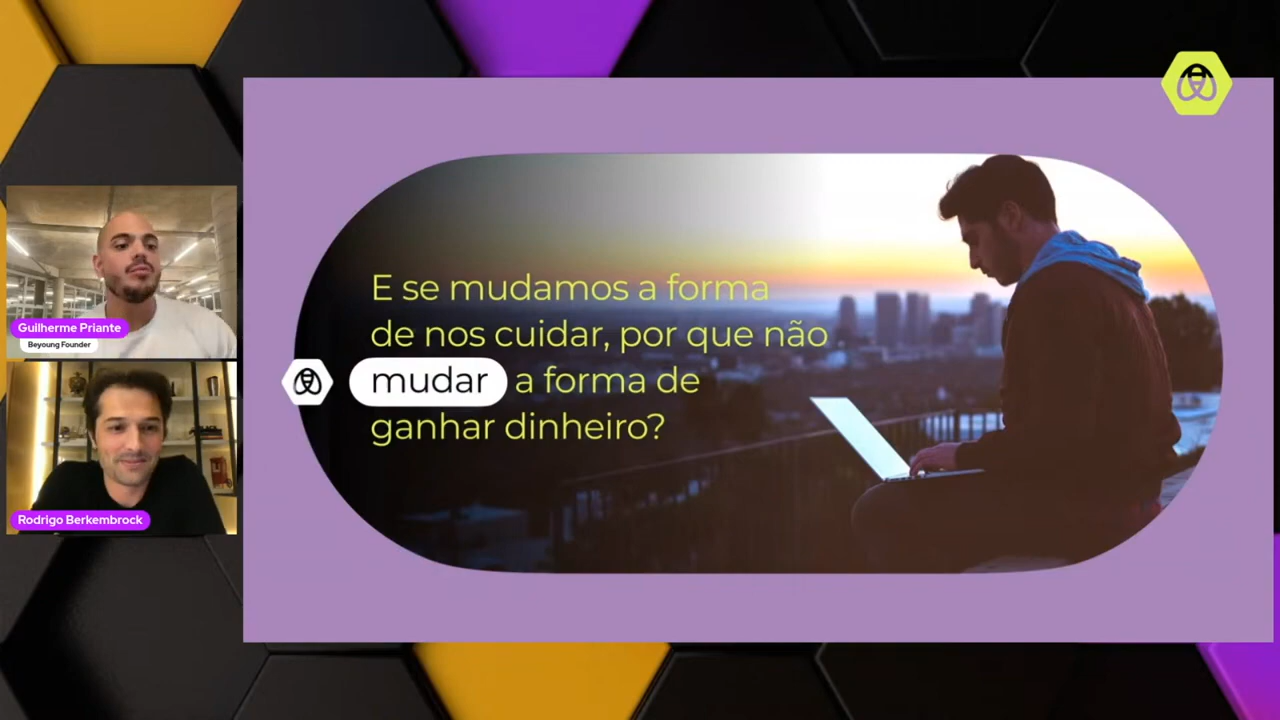 Guilherme Priante
Beyoung Founder
Rodrigo Berkembrock
E se mudamos a forma
de nos cuidar, por que não
mudar a forma de
ganhar dinheiro?